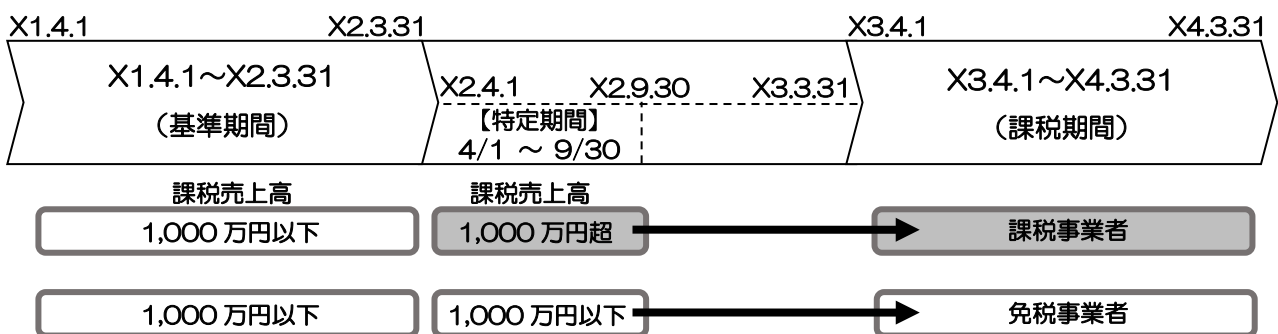 X1.4.1 X2.3.31 X3.4.1 X4.3.31
X1.4.1～X2.3.31
（基準期間）
X2.4.1 X2.9.30 X3.3.31
【特定期間】
4/1 ～ 9/30
X3.4.1～X4.3.31
（課税期間）
課税売上高 課税売上高
1,000 万円以下 1,000 万円超 課税事業者
1,000 万円以下 1,000 万円以下 免税事業者